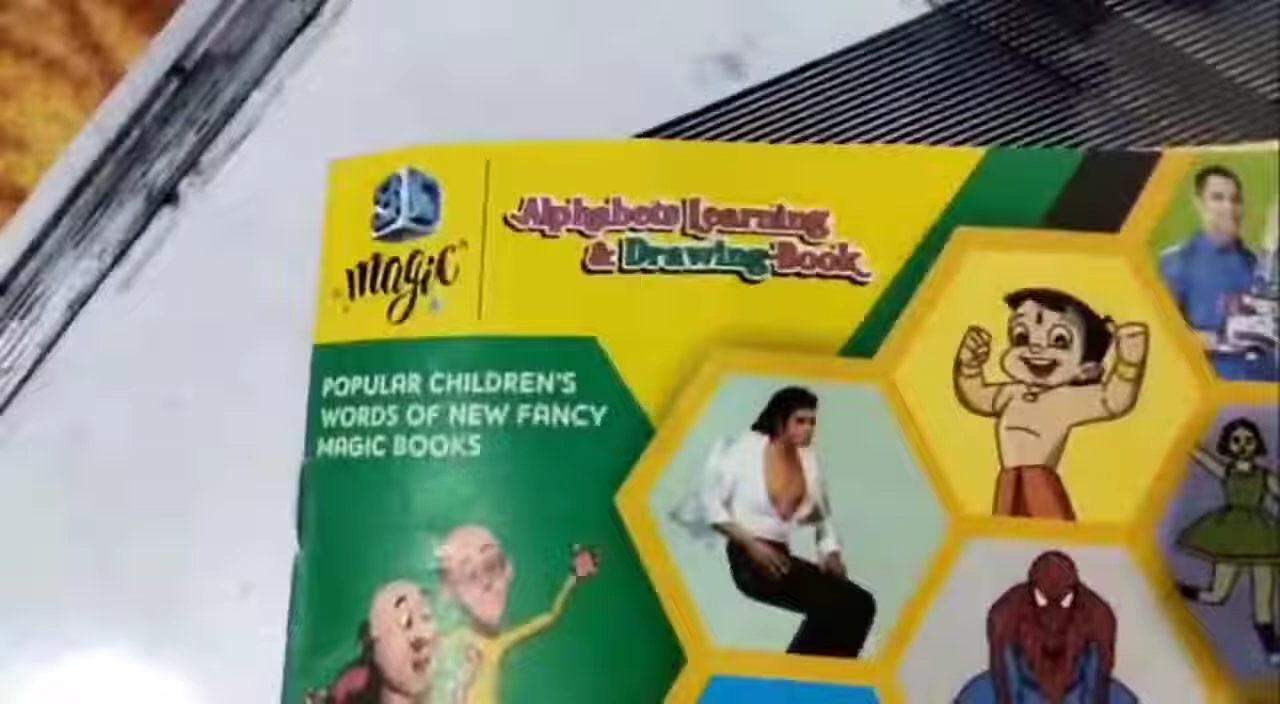 3D
magic
Alphabets Learning
& Drawing Book
POPULAR CHILDREN'S
WORDS OF NEW FANCY
MAGIC BOOKS